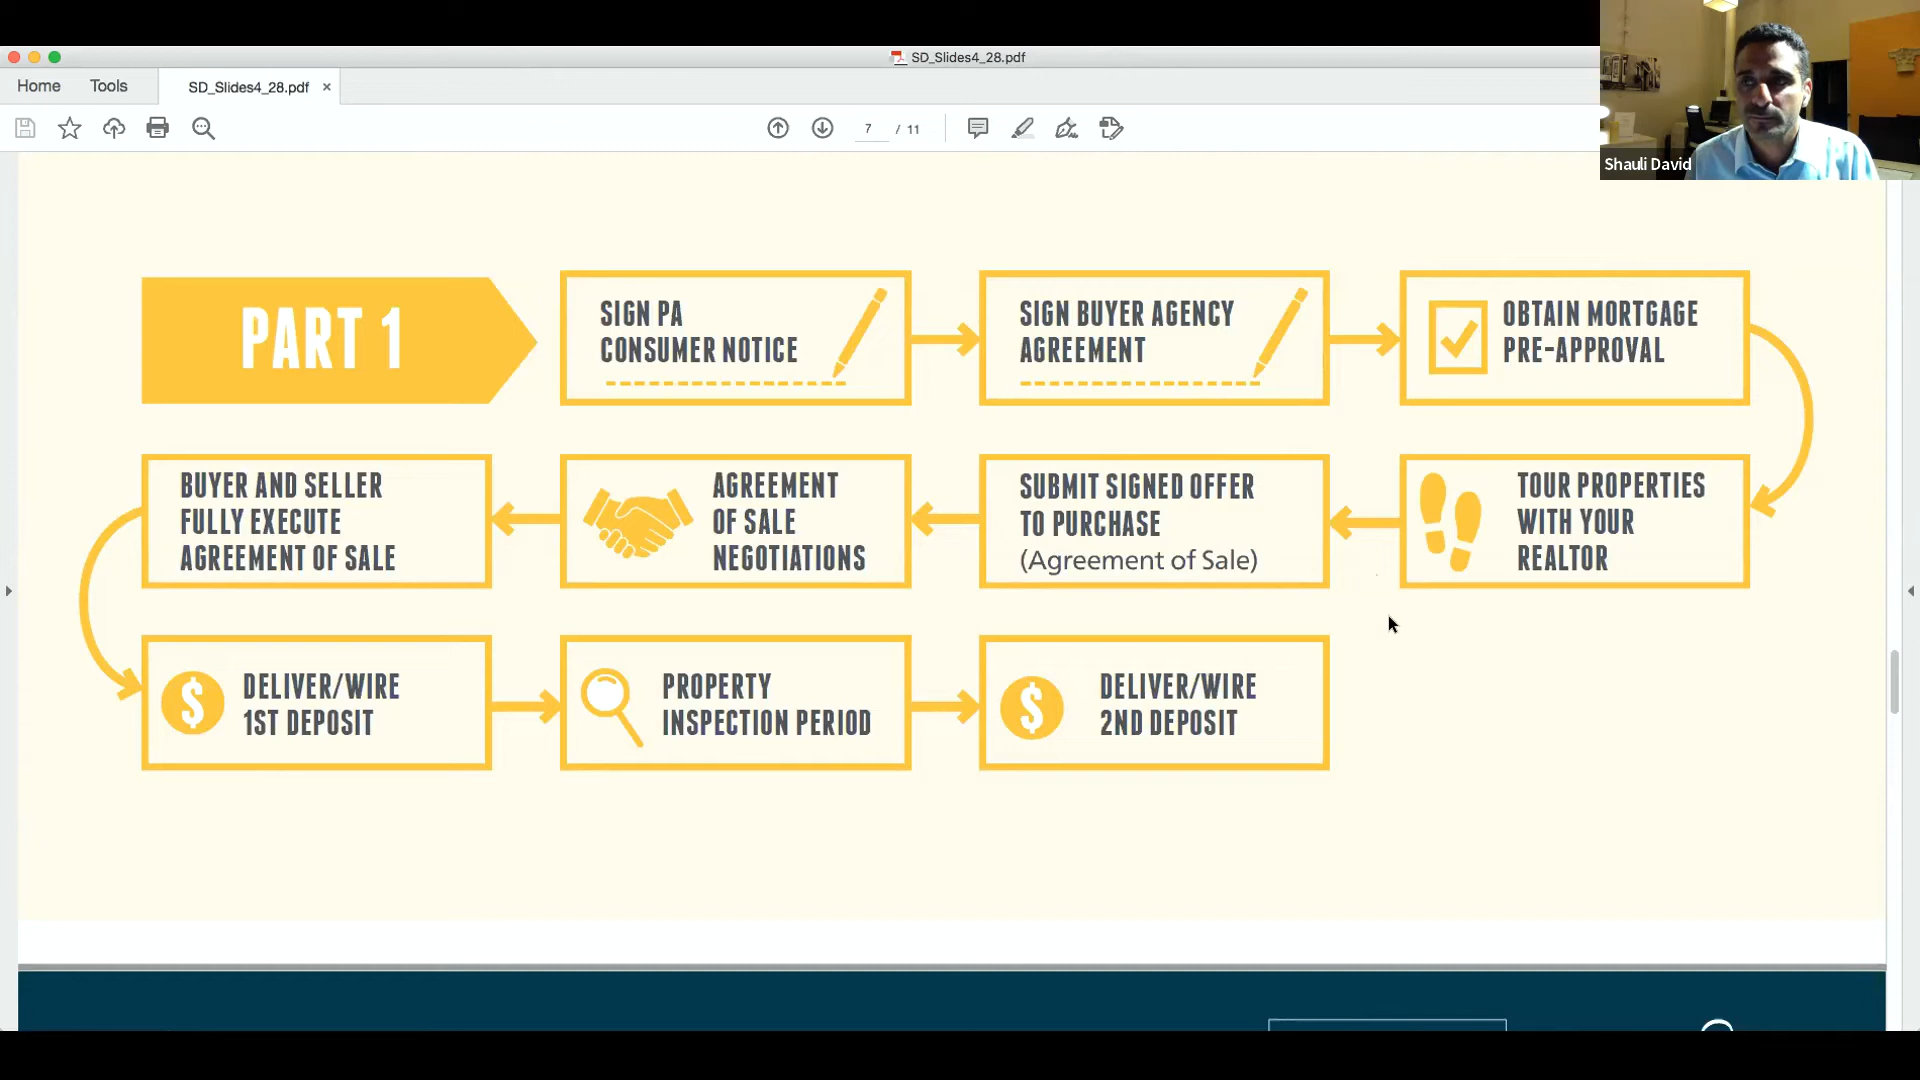 SD_Slides4_28.pdf
Home
Tools
SD_Slides4_28.pdf
×
7 / 11
Shauli David
PART 1
SIGN PA
CONSUMER NOTICE
SIGN BUYER AGENCY
AGREEMENT
OBTAIN MORTGAGE
PRE-APPROVAL
TOUR PROPERTIES
WITH YOUR
REALTOR
SUBMIT SIGNED OFFER
TO PURCHASE
(Agreement of Sale)
AGREEMENT
OF SALE
NEGOTIATIONS
BUYER AND SELLER
FULLY EXECUTE
AGREEMENT OF SALE
$
DELIVER/WIRE
1ST DEPOSIT
PROPERTY
INSPECTION PERIOD
$
DELIVER/WIRE
2ND DEPOSIT